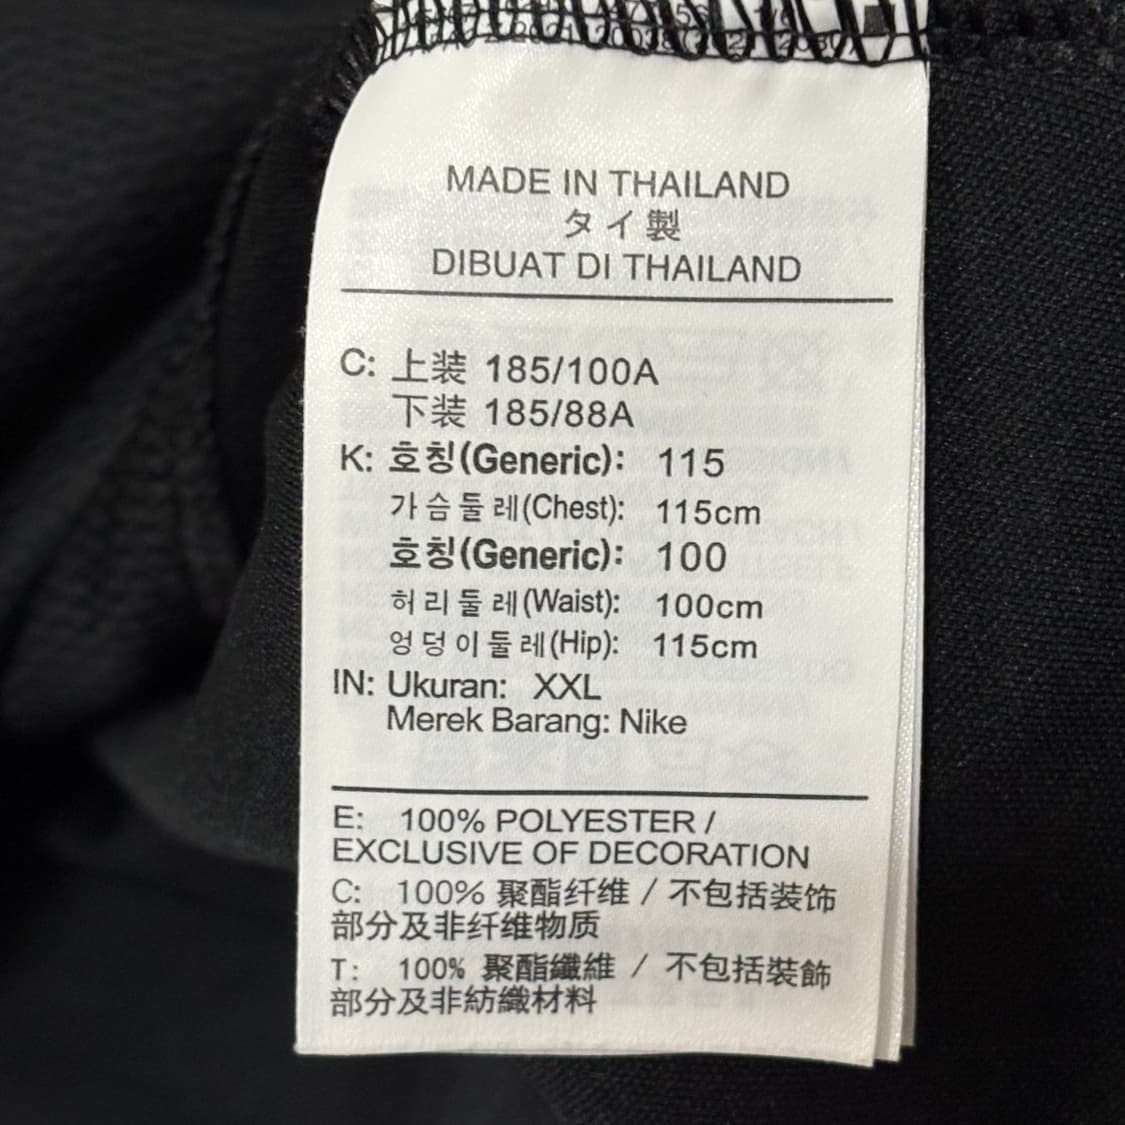 MADE IN THAILAND
タイ製
DIBUAT DI THAILAND
C: 上装 185/100A
下装 185/88A
K: 호칭(Generic): 115
가슴둘레(Chest): 115cm
호칭(Generic): 100
허리둘레(Waist): 100cm
엉덩이둘레(Hip): 115cm
IN: Ukuran: XXL
Merek Barang: Nike
E: 100% POLYESTER /
EXCLUSIVE OF DECORATION
C: 100% 聚酯纤维 / 不包括装饰
部分及非纤维物质
T: 100% 聚酯纖維 / 不包括裝飾
部分及非紡織材料